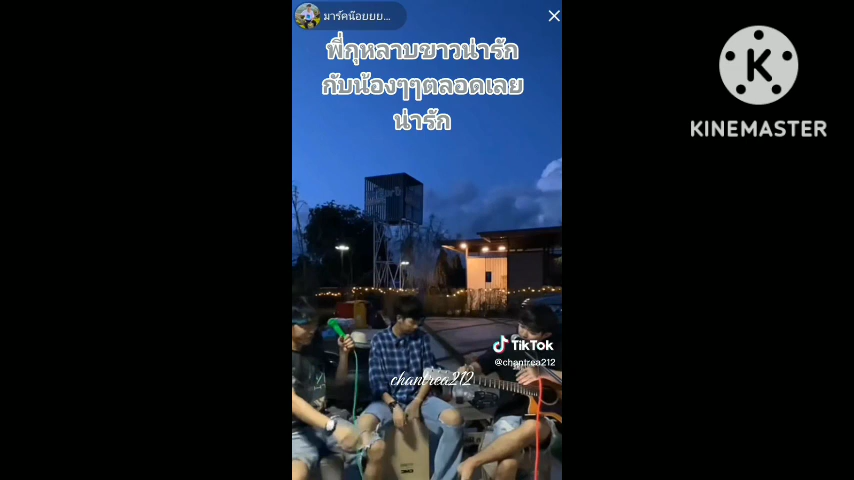 มาร์คน๊อยยยย...
พี่กุหลาบขาวน่ารัก
กับน้องๆๆตลอดเลย
น่ารัก
K
KINEMASTER
TikTok
@chantrea212
chantrea212